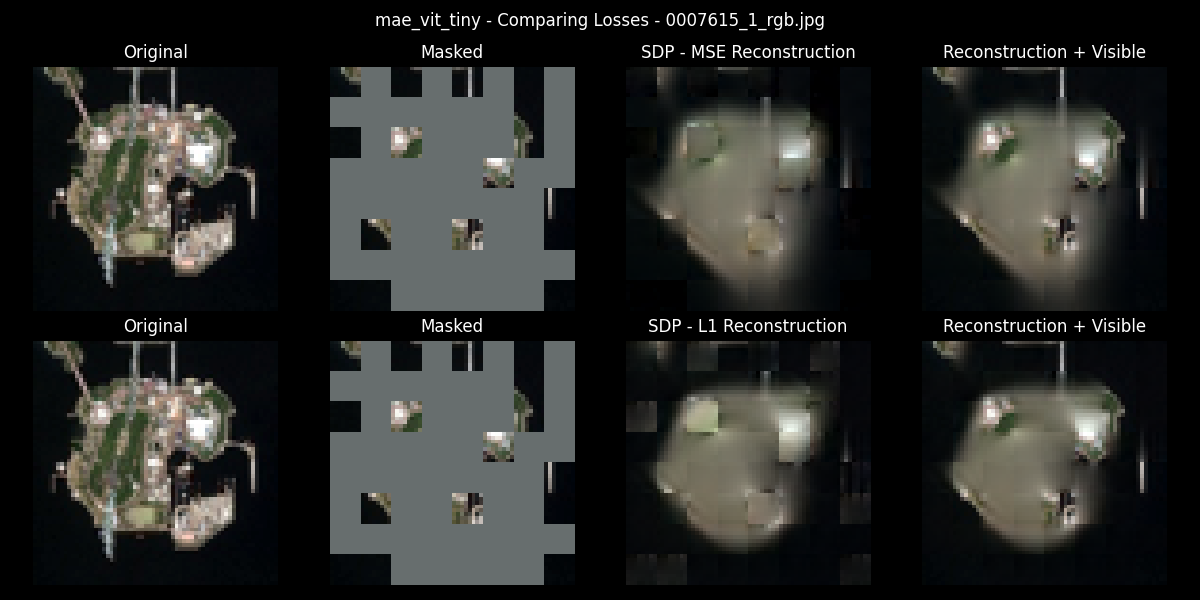 mae_vit_tiny - Comparing Losses - 0007615_1_rgb.jpg
Original
Masked
SDP - MSE Reconstruction
Reconstruction + Visible
Original
Masked
SDP - L1 Reconstruction
Reconstruction + Visible